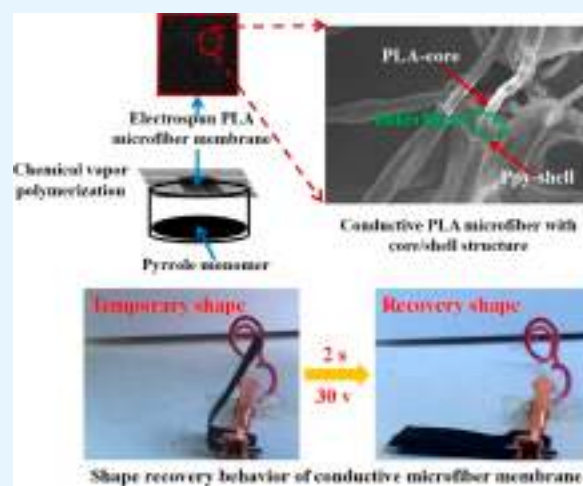 PLA-core
Ppy-shell
Electrospun PLA
microfiber membrane
Chemical vapor
polymerization
Pyrrole monomer
Conductive PLA microfiber with
core/shell structure
Temporary shape
2 s
30 v
Recovery shape
Shape recovery behavior of conductive microfiber membrane